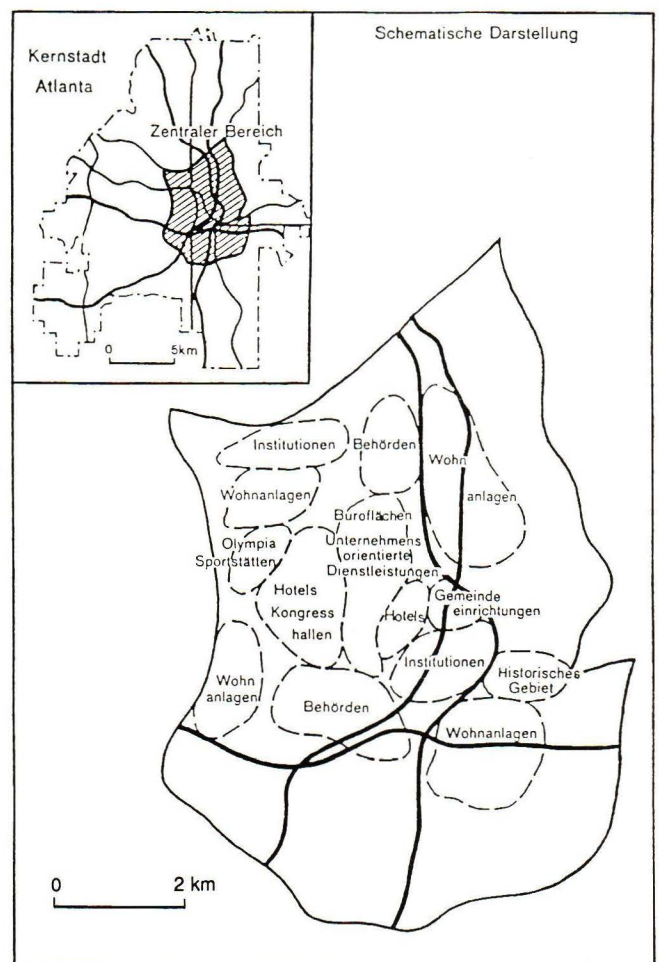 Kernstadt
Atlanta
Zentraler Bereich
0 5km
Schematische Darstellung
Institutionen
Behörden
Wohn
anlagen
Wohnanlagen
Büroflächen
Unternehmens
orientierte
Dienstleistungen
Olympia
Sportstätten
Hotels
Kongress
hallen
Hotels
Gemeinde
einrichtungen
Institutionen
Historisches
Gebiet
Wohn
anlagen
Behörden
Wohnanlagen
0 2 km